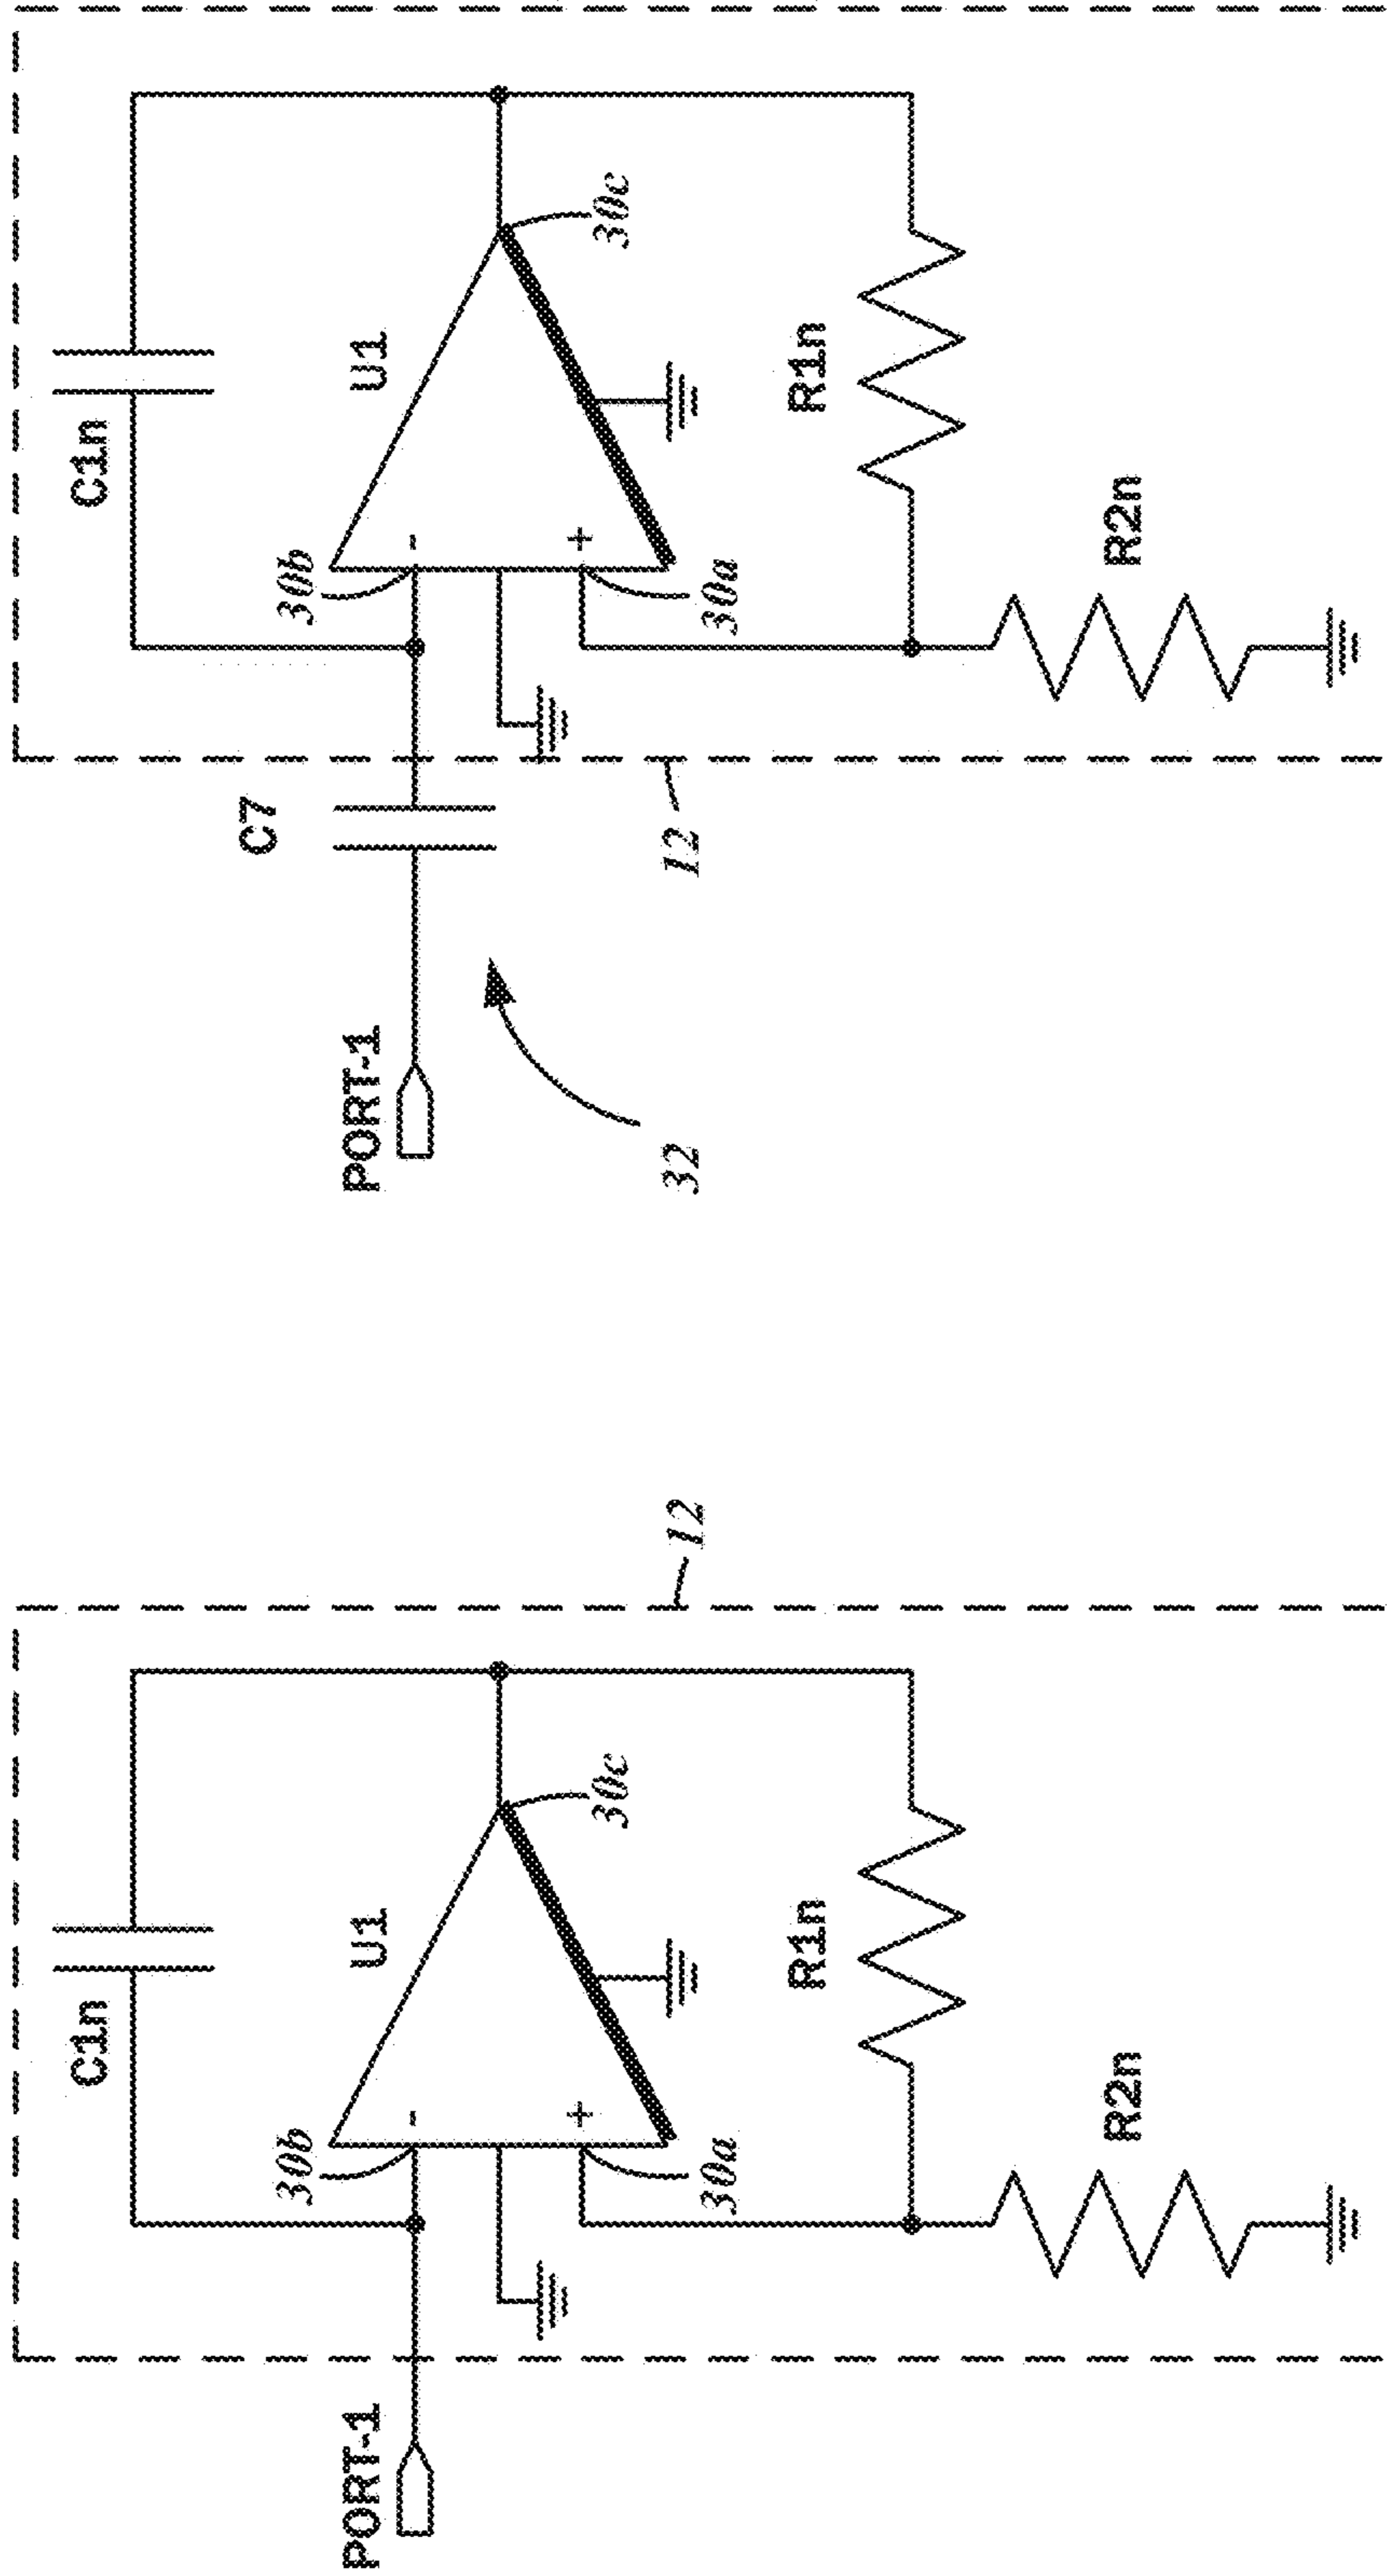 C1n
U1
30b
-
+
30c
30a
R1n
R2n
PORT-1
12
C1n
U1
30b
-
+
30c
30a
R1n
R2n
C7
PORT-1
12
32